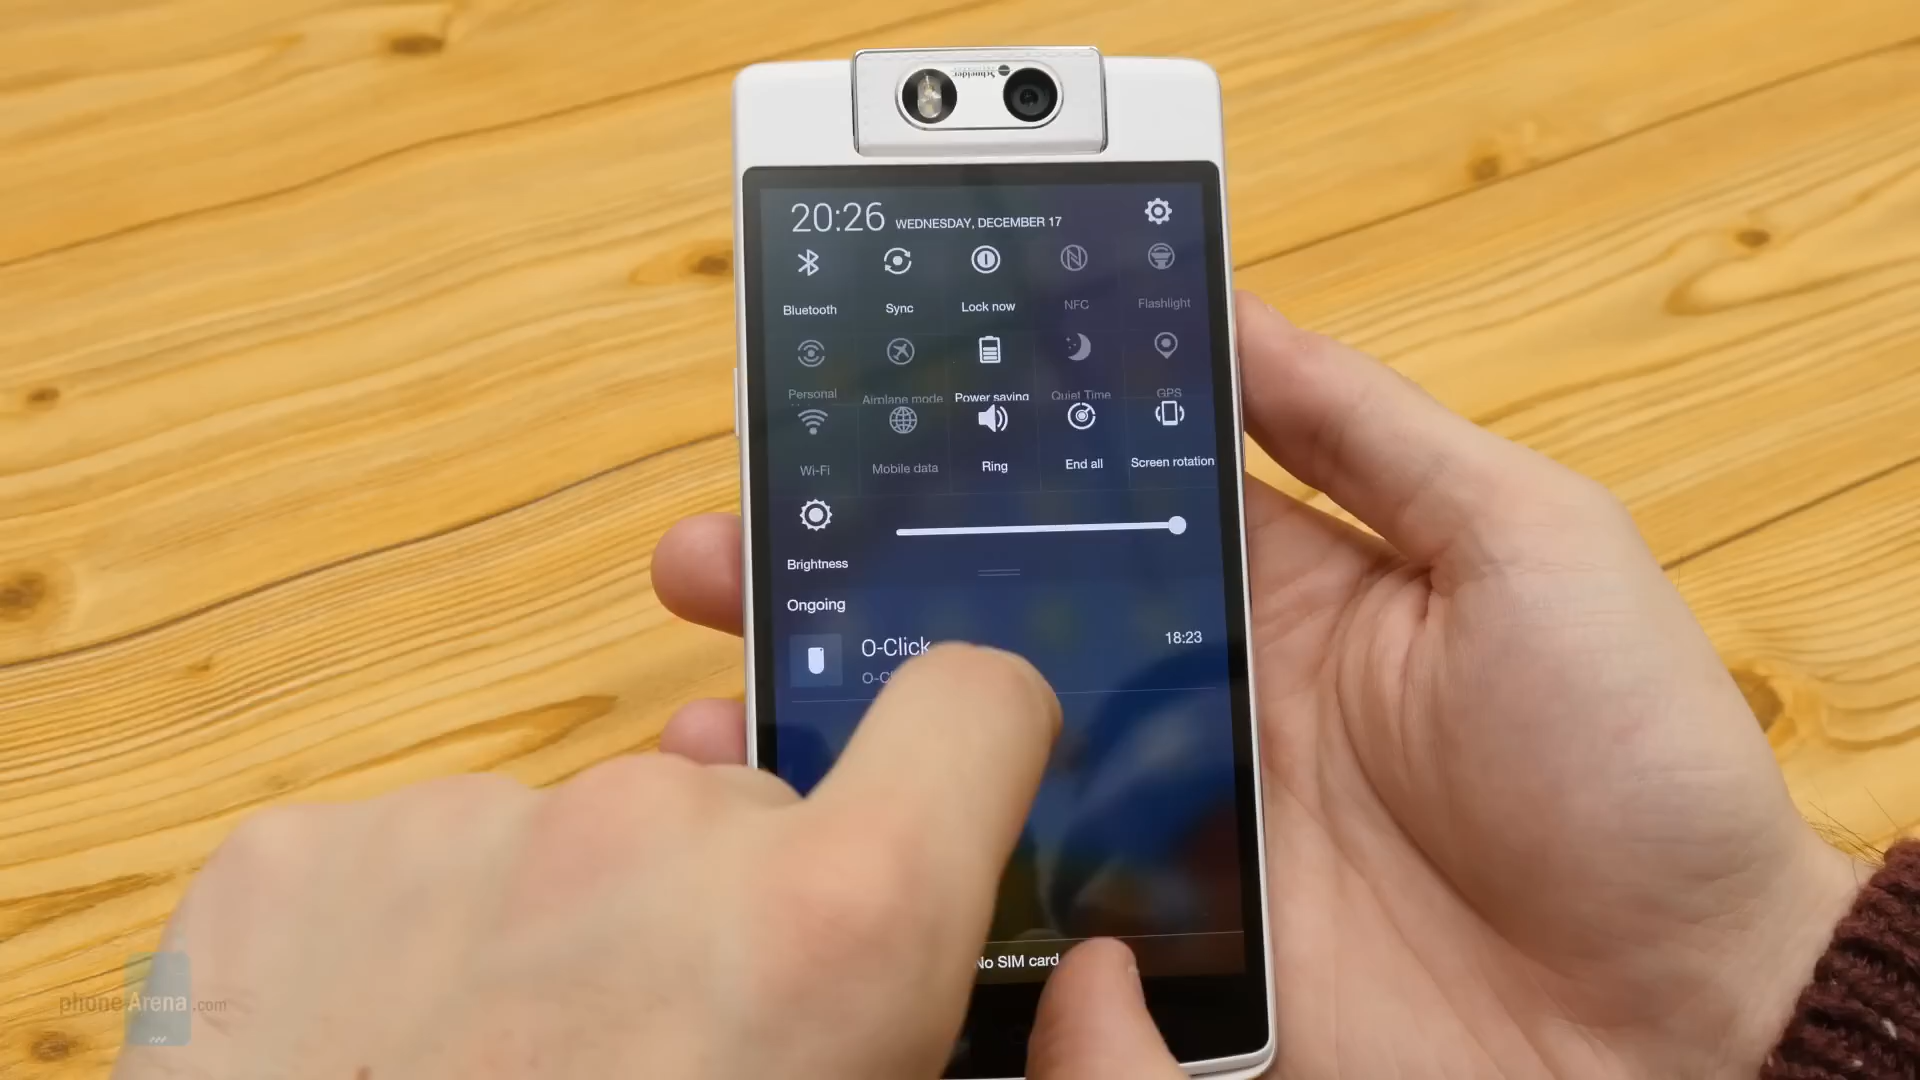 Schneider
20:26 WEDNESDAY, DECEMBER 17
Bluetooth Sync Lock now NFC Flashlight
Personal Airplane mode Power saving Quiet Time GPS
Wi-Fi Mobile data Ring End all Screen rotation
Brightness
Ongoing
O-Click 18:23
O-Cl
No SIM card
phoneArena.com